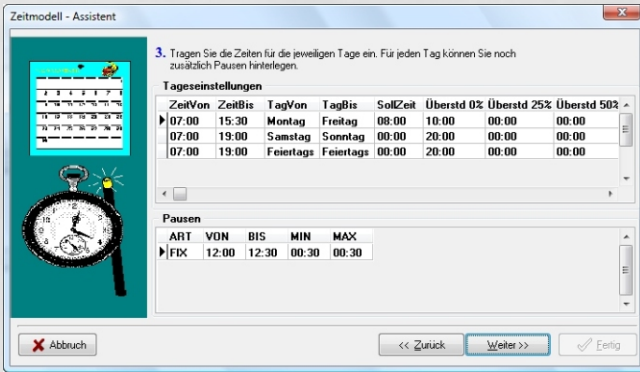 Zeitmodell - Assistent
3. Tragen Sie die Zeiten für die jeweiligen Tage ein. Für jeden Tag können Sie noch
zusätzlich Pausen hinterlegen.
Tageseinstellungen
ZeitVon ZeitBis TagVon TagBis SollZeit Überstd 0% Überstd 25% Überstd 50%
07:00 15:30 Montag Freitag 08:00 10:00 00:00 00:00
07:00 19:00 Samstag Sonntag 00:00 20:00 00:00 00:00
07:00 19:00 Feiertags Feiertags 00:00 20:00 00:00 00:00
Pausen
ART VON BIS MIN MAX
FIX 12:00 12:30 00:30 00:30
Abbruch << Zurück Weiter >> Fertig